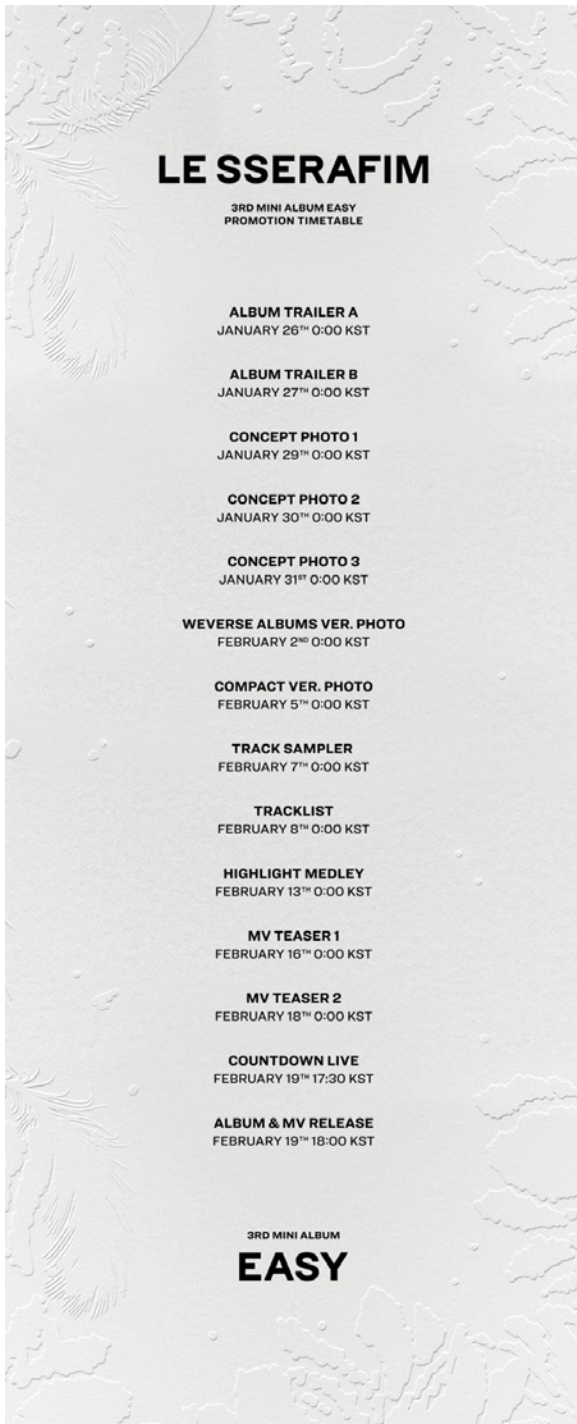 LE SSERAFIM
3RD MINI ALBUM EASY
PROMOTION TIMETABLE
ALBUM TRAILER A
JANUARY 26TH 0:00 KST
ALBUM TRAILER B
JANUARY 27TH 0:00 KST
CONCEPT PHOTO 1
JANUARY 29TH 0:00 KST
CONCEPT PHOTO 2
JANUARY 30TH 0:00 KST
CONCEPT PHOTO 3
JANUARY 31ST 0:00 KST
WEVERSE ALBUMS VER. PHOTO
FEBRUARY 2ND 0:00 KST
COMPACT VER. PHOTO
FEBRUARY 5TH 0:00 KST
TRACK SAMPLER
FEBRUARY 7TH 0:00 KST
TRACKLIST
FEBRUARY 8TH 0:00 KST
HIGHLIGHT MEDLEY
FEBRUARY 13TH 0:00 KST
MV TEASER 1
FEBRUARY 16TH 0:00 KST
MV TEASER 2
FEBRUARY 18TH 0:00 KST
COUNTDOWN LIVE
FEBRUARY 19TH 17:30 KST
ALBUM & MV RELEASE
FEBRUARY 19TH 18:00 KST
3RD MINI ALBUM
EASY